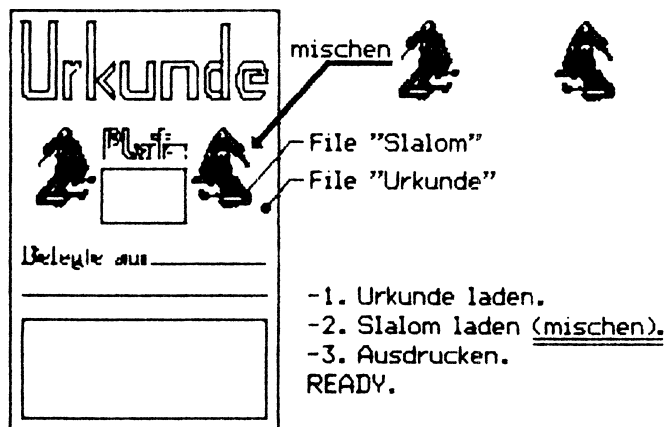 Urkunde
mischen
File "Slalom"
File "Urkunde"
Belegte am
-1. Urkunde laden.
-2. Slalom laden (mischen).
-3. Ausdrucken.
READY.